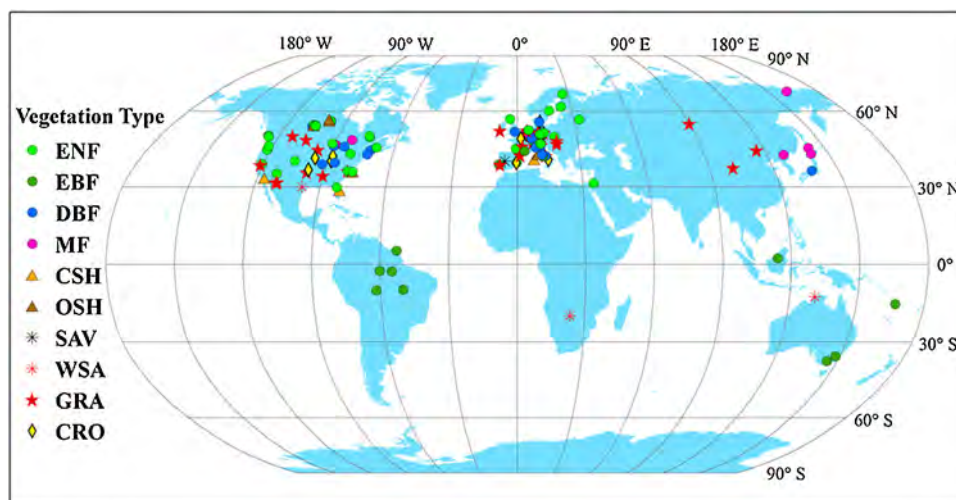 180° W 90° W 0° 90° E 180° E 90° N
60° N
Vegetation Type
ENF
EBF
DBF
MF
CSH
OSH
SAV
WSA
GRA
CRO
30° N
0°
30° S
60° S
90° S